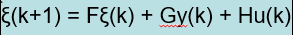 ξ(k+1) = Fξ(k) + Gy(k) + Hu(k)